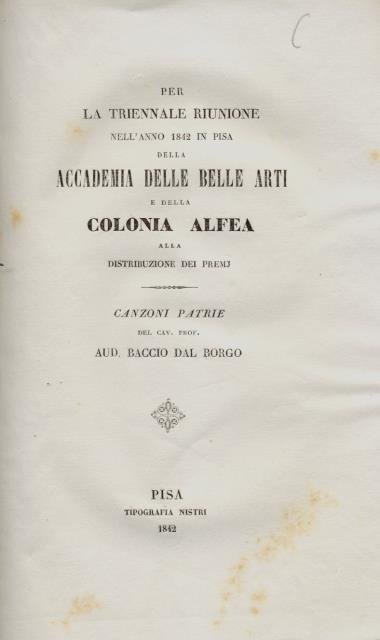 PER
LA TRIENNALE RIUNIONE
NELL'ANNO 1842 IN PISA
DELLA
ACCADEMIA DELLE BELLE ARTI
E DELLA
COLONIA ALFEA
ALLA
DISTRIBUZIONE DEI PREMJ
CANZONI PATRIE
DEL CAV. PROF.
AUD. BACCIO DAL BORGO
PISA
TIPOGRAFIA NISTRI
1842